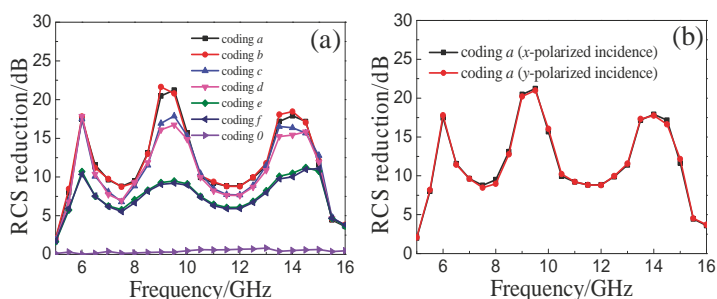 (a)
coding a
coding b
coding c
coding d
coding e
coding f
coding 0
30
25
20
15
10
5
0
RCS reduction/dB
6 8 10 12 14 16
Frequency/GHz
(b)
coding a (x-polarized incidence)
coding a (y-polarized incidence)
30
25
20
15
10
5
0
RCS reduction/dB
6 8 10 12 14 16
Frequency/GHz